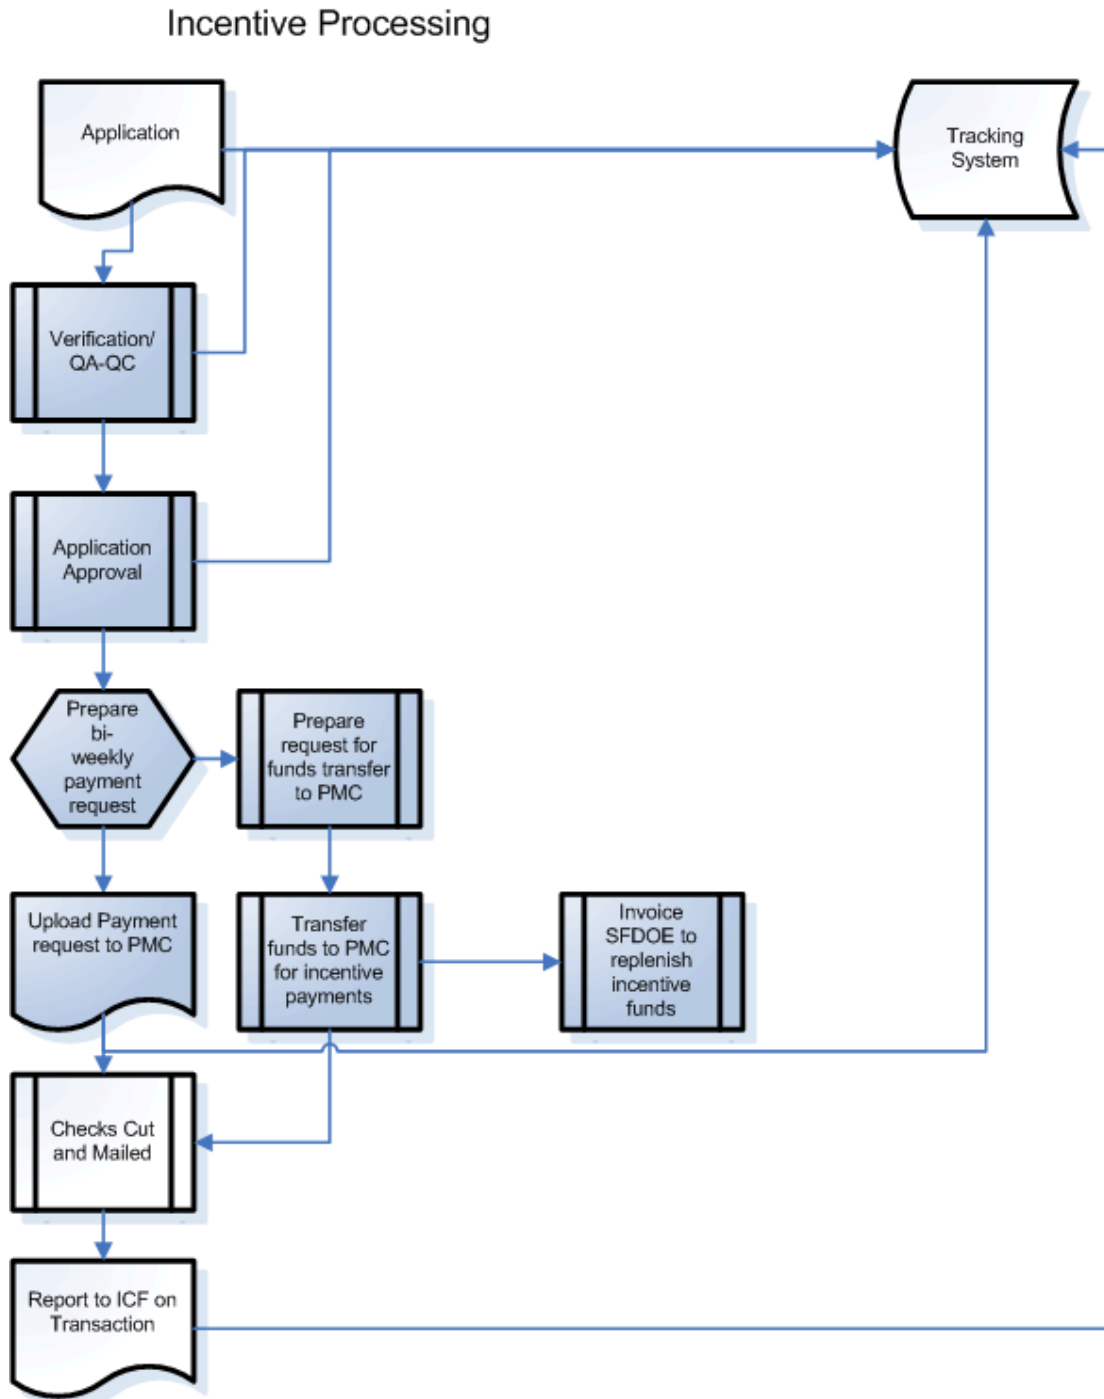 Incentive Processing
Application
Tracking
System
Verification/
QA-QC
Application
Approval
Prepare
bi-
weekly
payment
request
Prepare
request for
funds transfer
to PMC
Upload Payment
request to PMC
Transfer
funds to PMC
for incentive
payments
Invoice
SFDOE to
replenish
incentive
funds
Checks Cut
and Mailed
Report to ICF on
Transaction